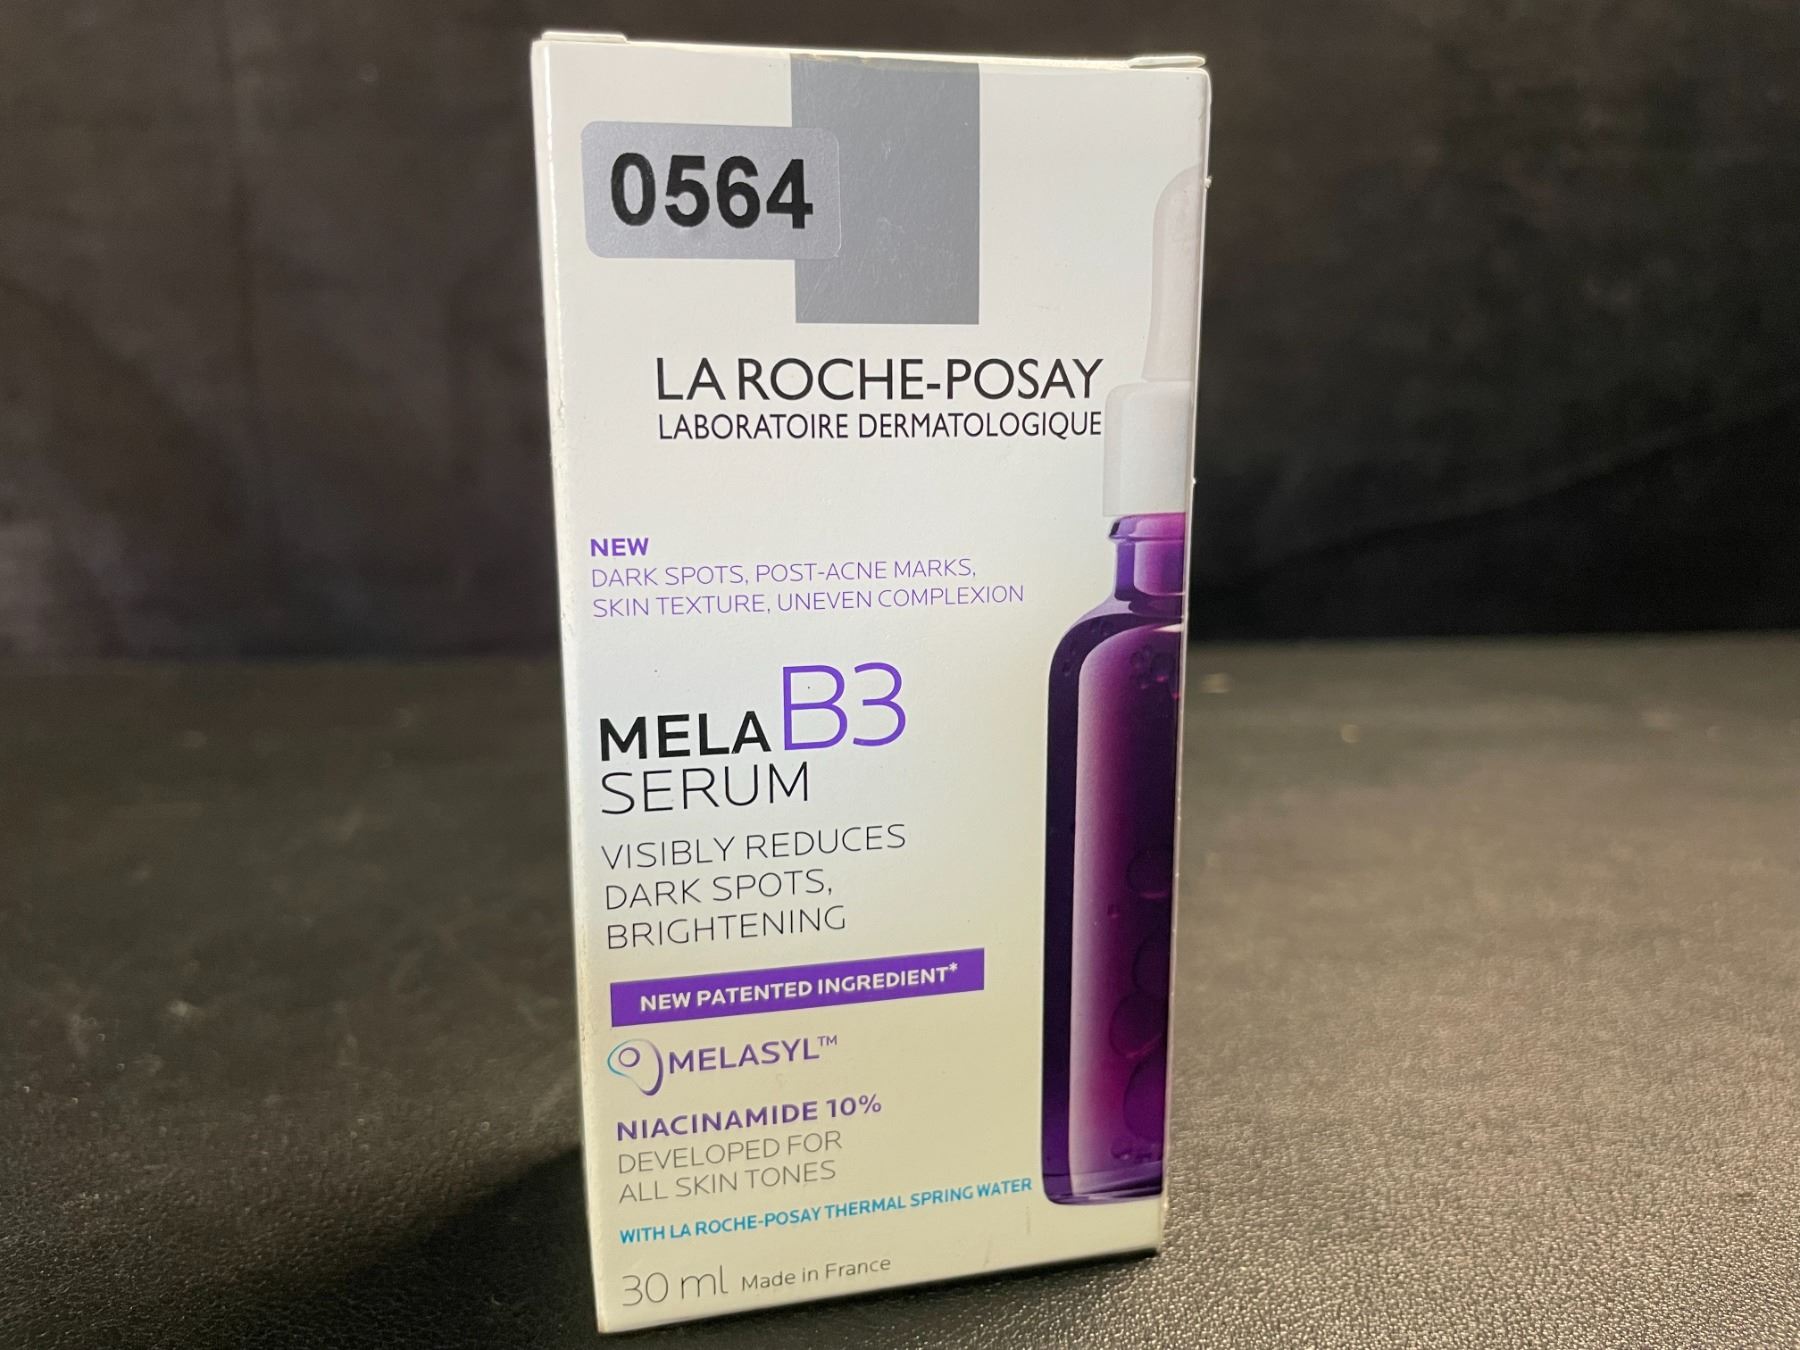 0564
LA ROCHE-POSAY
LABORATOIRE DERMATOLOGIQUE
NEW
DARK SPOTS, POST-ACNE MARKS,
SKIN TEXTURE, UNEVEN COMPLEXION
MELA B3
SERUM
VISIBLY REDUCES
DARK SPOTS,
BRIGHTENING
NEW PATENTED INGREDIENT*
MELASYL™
NIACINAMIDE 10%
DEVELOPED FOR
ALL SKIN TONES
WITH LA ROCHE-POSAY THERMAL SPRING WATER
30 ml Made in France